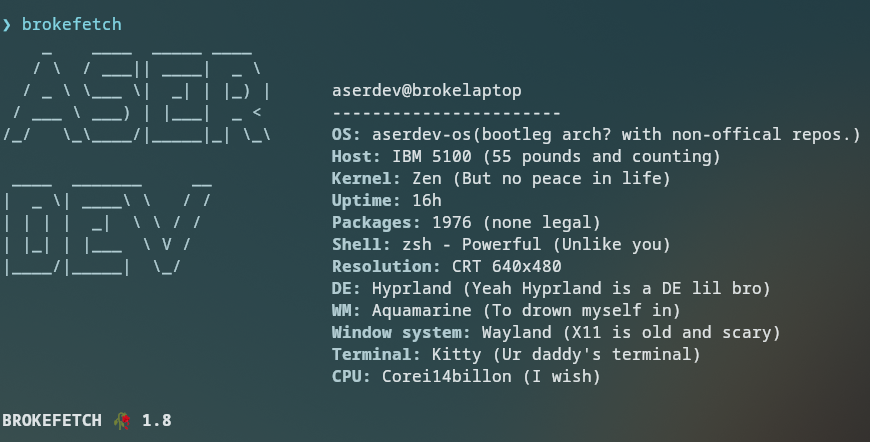 ❯ brokefetch
ASER
DEV
aserdev@brokelaptop
-----------------------
OS: aserdev-os(bootleg arch? with non-offical repos.)
Host: IBM 5100 (55 pounds and counting)
Kernel: Zen (But no peace in life)
Uptime: 16h
Packages: 1976 (none legal)
Shell: zsh - Powerful (Unlike you)
Resolution: CRT 640x480
DE: Hyprland (Yeah Hyprland is a DE lil bro)
WM: Aquamarine (To drown myself in)
Window system: Wayland (X11 is old and scary)
Terminal: Kitty (Ur daddy's terminal)
CPU: Corei14billon (I wish)
BROKEFETCH 🥀 1.8